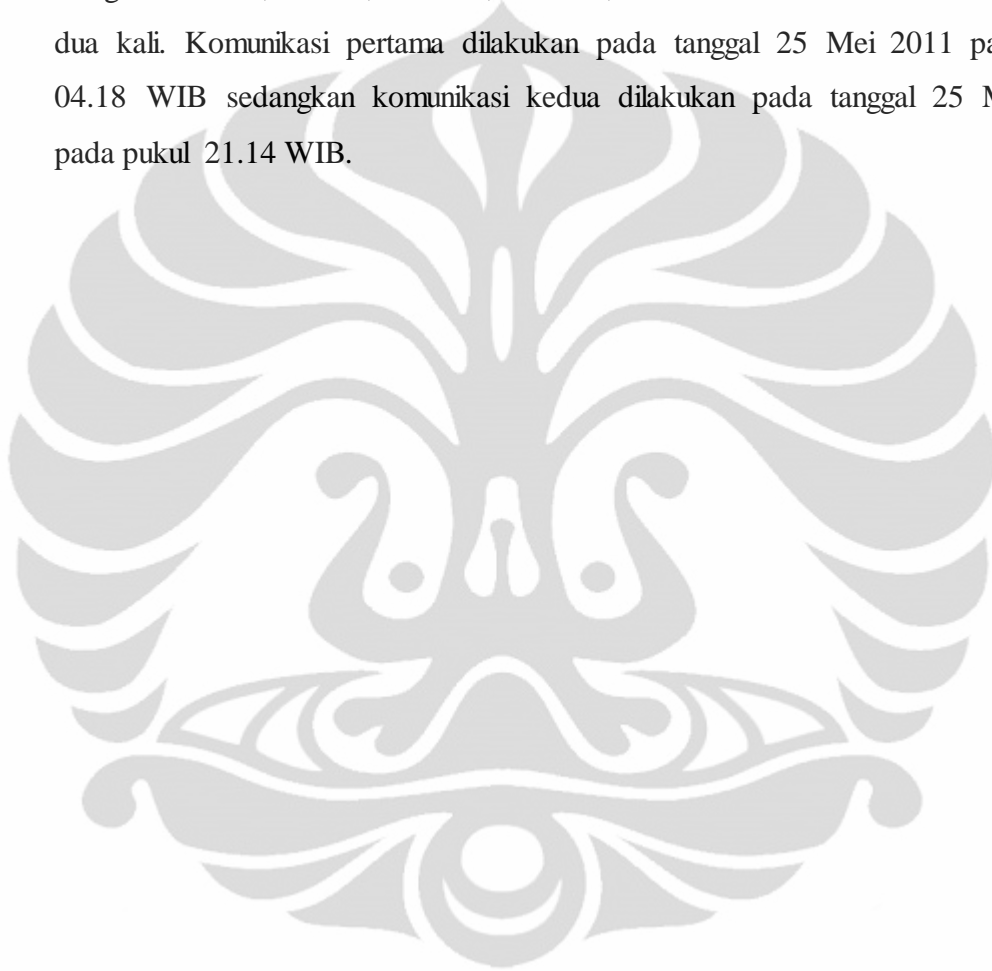 dua kali. Komunikasi pertama dilakukan pada tanggal 25 Mei 2011
04.18 WIB sedangkan komunikasi kedua dilakukan pada tanggal 25
pada pukul 21.14 WIB.